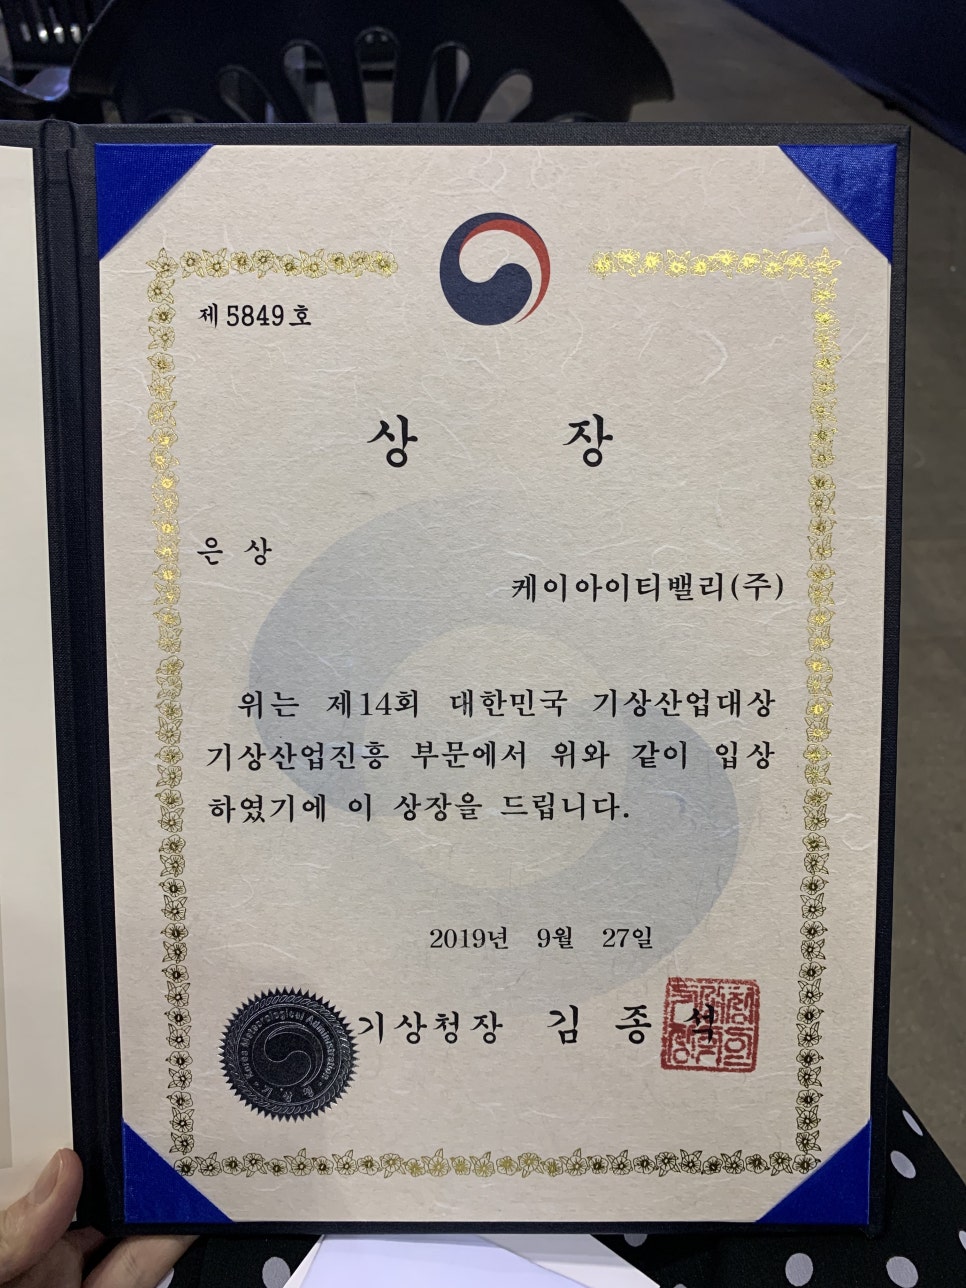 제 5849 호
상 장
은 상
케이아이티밸리(주)
위는 제14회 대한민국 기상산업대상
기상산업진흥 부문에서 위와 같이 입상
하였기에 이 상장을 드립니다.
2019년 9월 27일
기상청장 김 종 석
Korea Meteorological Administration